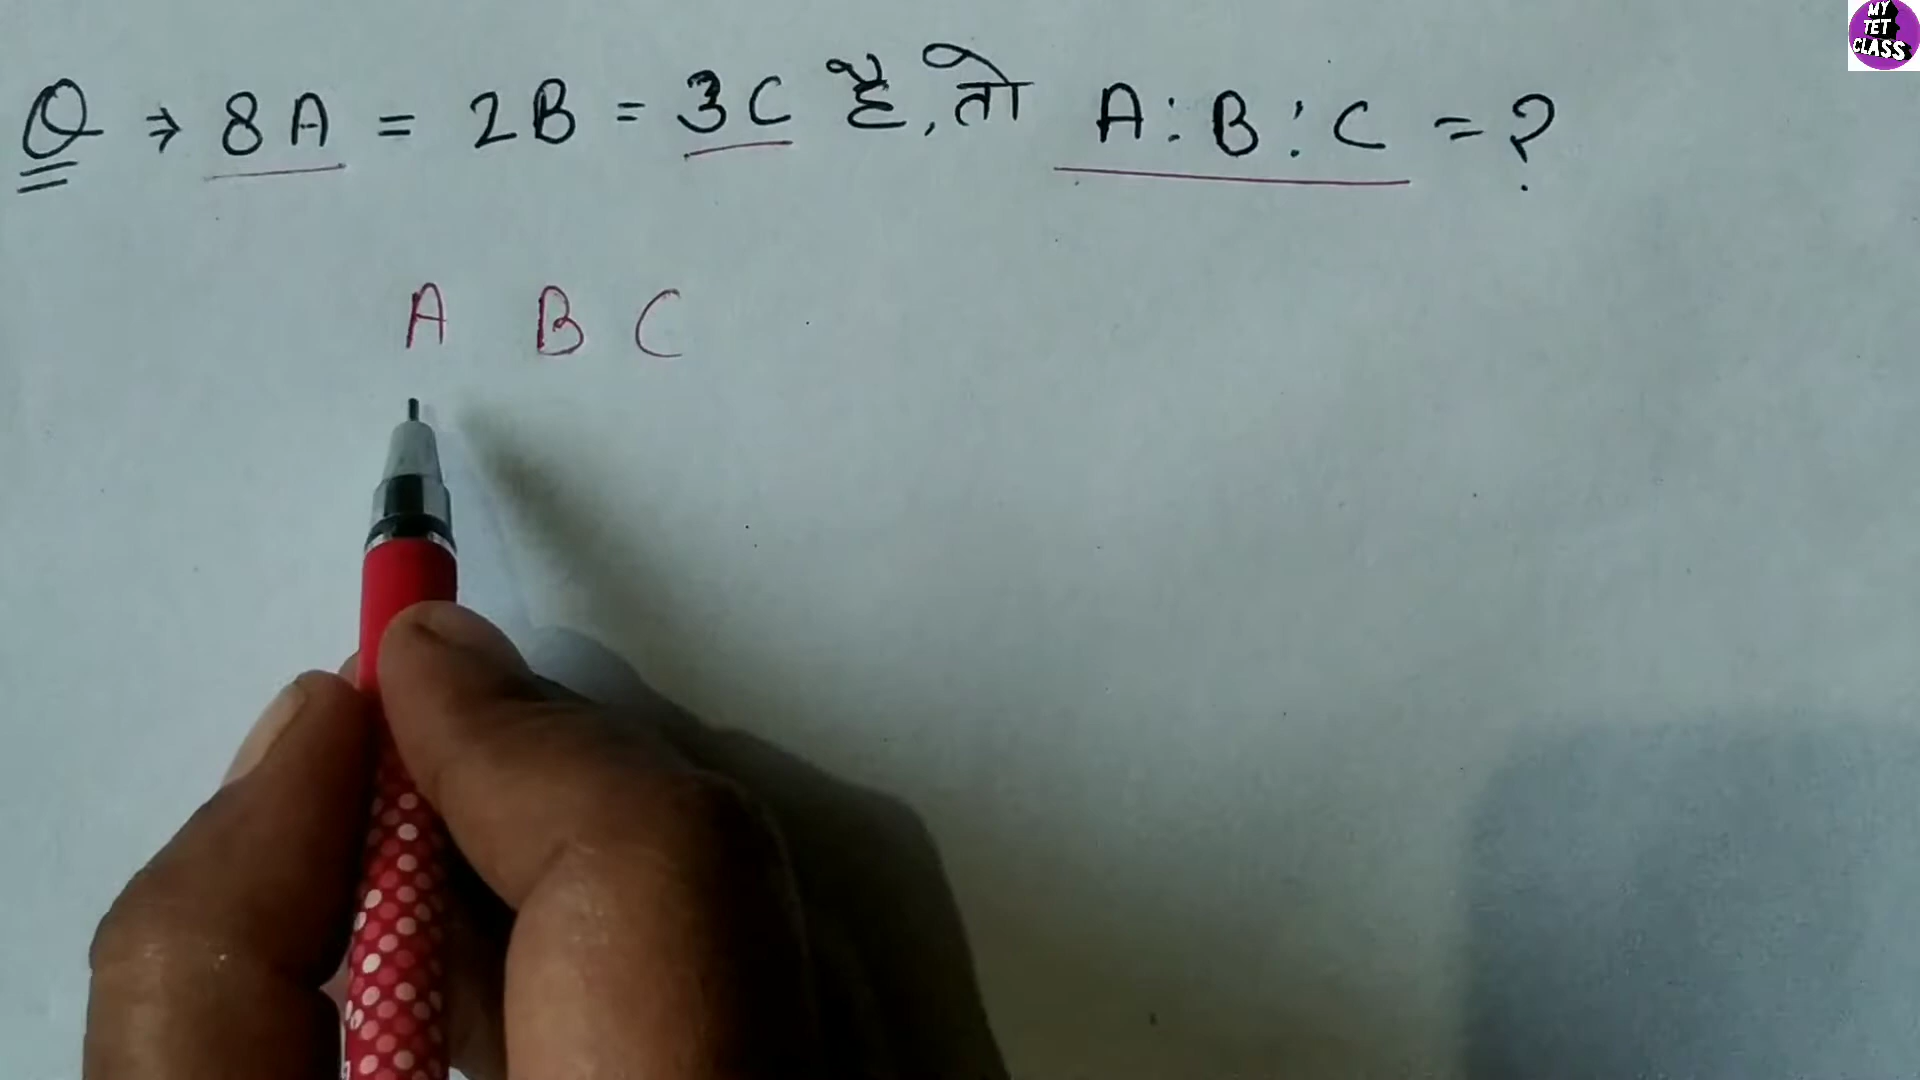 MY
TET
CLASS
Q ⇒ 8A = 2B = 3C है, तो A:B:C = ?
A B C